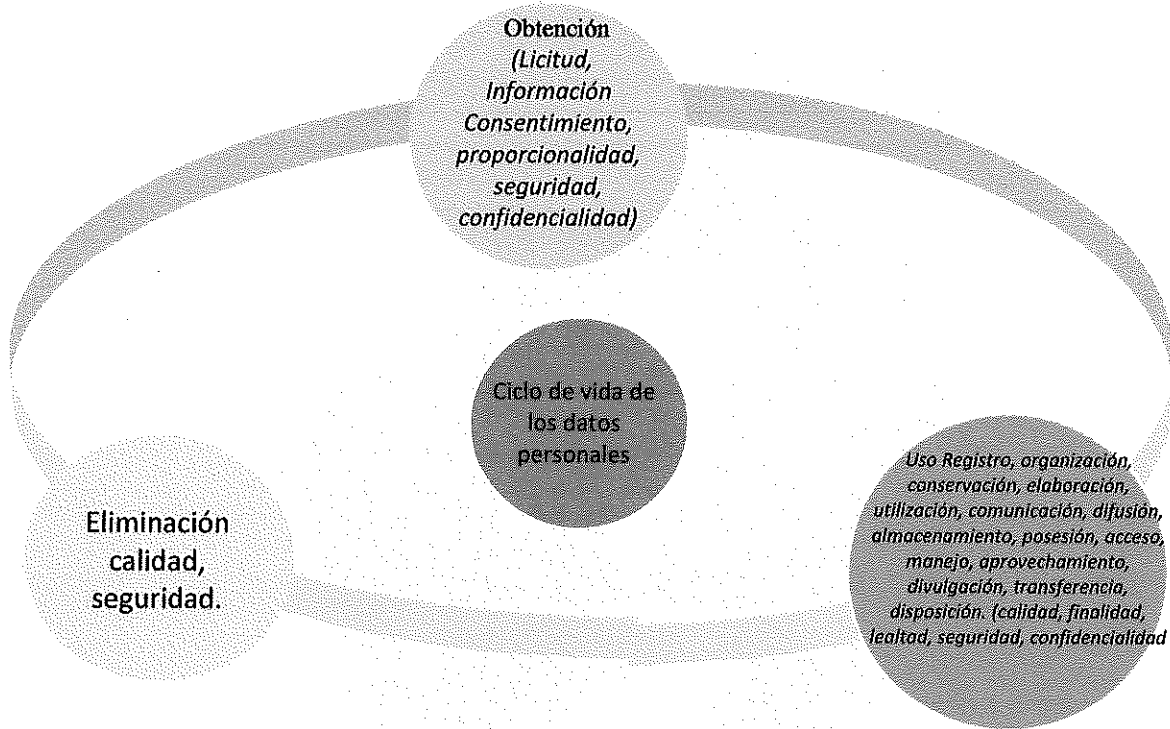 Obtención
(Licitud,
Información
Consentimiento,
proporcionalidad,
seguridad,
confidencialidad)
Ciclo de vida de
los datos
personales
Uso Registro, organización,
conservación, elaboración,
utilización, comunicación, difusión,
almacenamiento, posesión, acceso,
manejo, aprovechamiento,
divulgación, transferencia,
disposición. (calidad, finalidad,
lealtad, seguridad, confidencialidad
Eliminación
calidad,
seguridad.